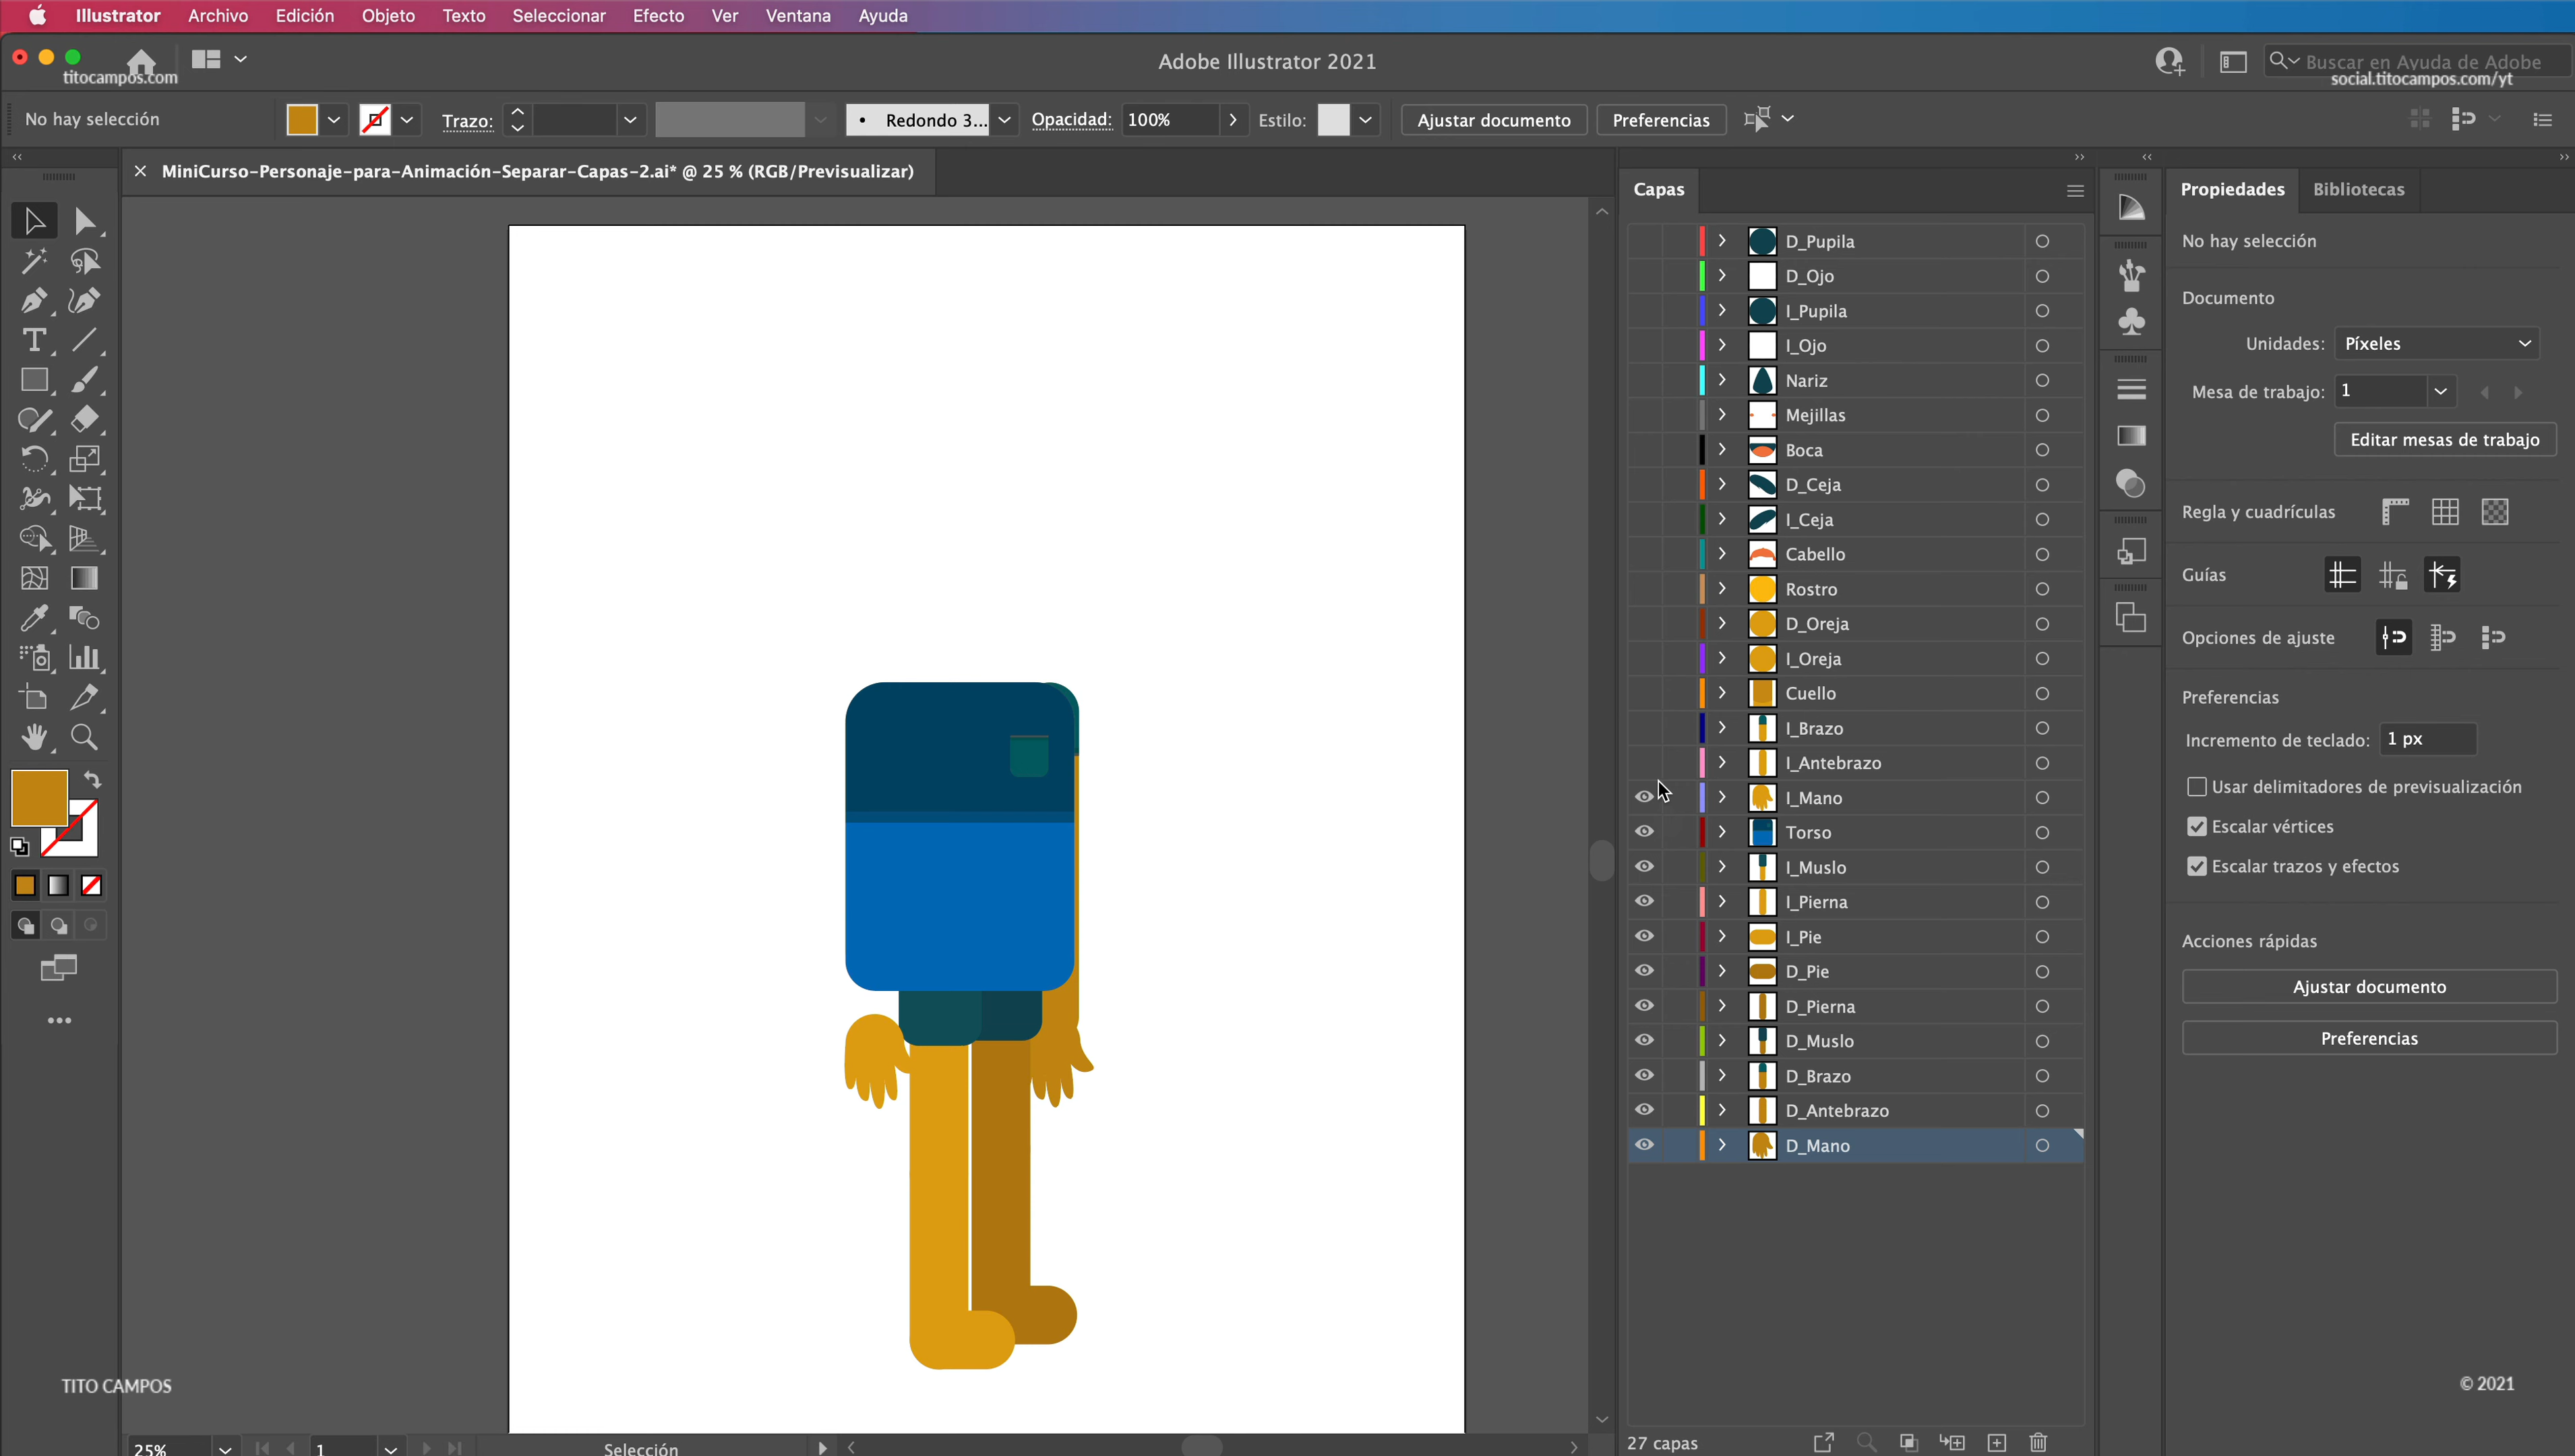 Illustrator Archivo Edición Objeto Texto Seleccionar Efecto Ver Ventana Ayuda
titocampos.com
Adobe Illustrator 2021
Buscar en Ayuda de Adobe
social.titocampos.com/yt
No hay selección
Trazo:
Redondo 3...
Opacidad:
100%
Estilo:
Ajustar documento
Preferencias
MiniCurso-Personaje-para-Animación-Separar-Capas-2.ai* @ 25 % (RGB/Previsualizar)
Capas
D_Pupila
D_Ojo
I_Pupila
I_Ojo
Nariz
Mejillas
Boca
D_Ceja
I_Ceja
Cabello
Rostro
D_Oreja
I_Oreja
Cuello
I_Brazo
I_Antebrazo
I_Mano
Torso
I_Muslo
I_Pierna
I_Pie
D_Pie
D_Pierna
D_Muslo
D_Brazo
D_Antebrazo
D_Mano
27 capas
Propiedades
Bibliotecas
No hay selección
Documento
Unidades: Píxeles
Mesa de trabajo: 1
Editar mesas de trabajo
Regla y cuadrículas
Guías
Opciones de ajuste
Preferencias
Incremento de teclado: 1 px
Usar delimitadores de previsualización
Escalar vértices
Escalar trazos y efectos
Acciones rápidas
Ajustar documento
Preferencias
TITO CAMPOS
© 2021
25%
1
Selección